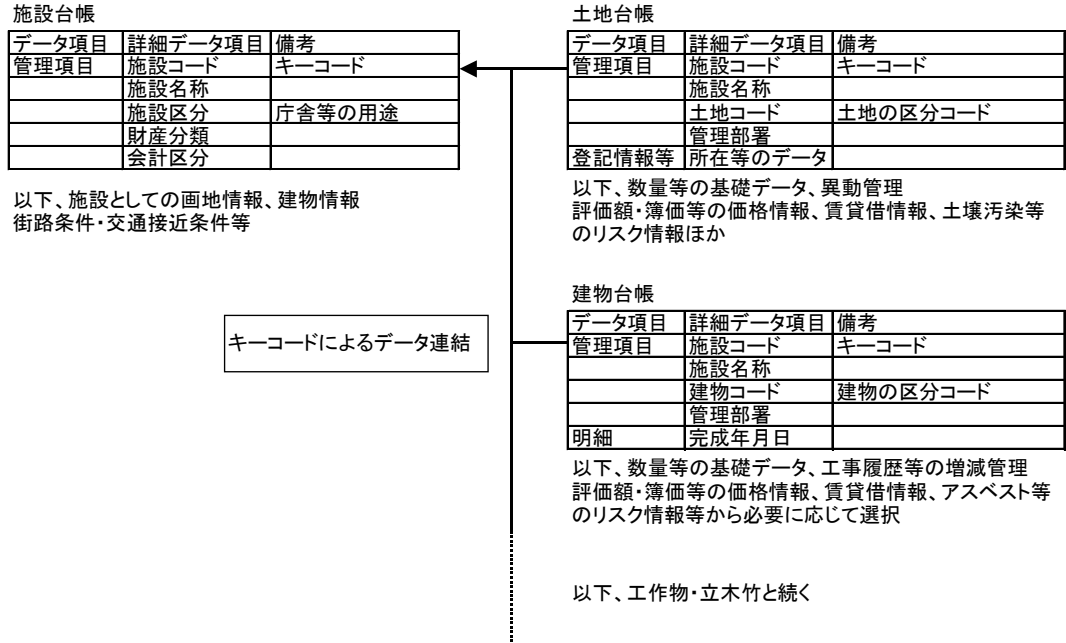 施設台帳
データ項目 詳細データ項目 備考
管理項目 施設コード キーコード
施設名称
施設区分 庁舎等の用途
財産分類
会計区分
以下、施設としての画地情報、建物情報
街路条件・交通接近条件等
土地台帳
データ項目 詳細データ項目 備考
管理項目 施設コード キーコード
施設名称
土地コード 土地の区分コード
管理部署
登記情報等 所在等のデータ
以下、数量等の基礎データ、異動管理
評価額・簿価等の価格情報、賃貸借情報、土壌汚染等
のリスク情報ほか
キーコードによるデータ連結
建物台帳
データ項目 詳細データ項目 備考
管理項目 施設コード キーコード
施設名称
建物コード 建物の区分コード
管理部署
明細 完成年月日
以下、数量等の基礎データ、工事履歴等の増減管理
評価額・簿価等の価格情報、賃貸借情報、アスベスト等
のリスク情報等から必要に応じて選択
以下、工作物・立木竹と続く